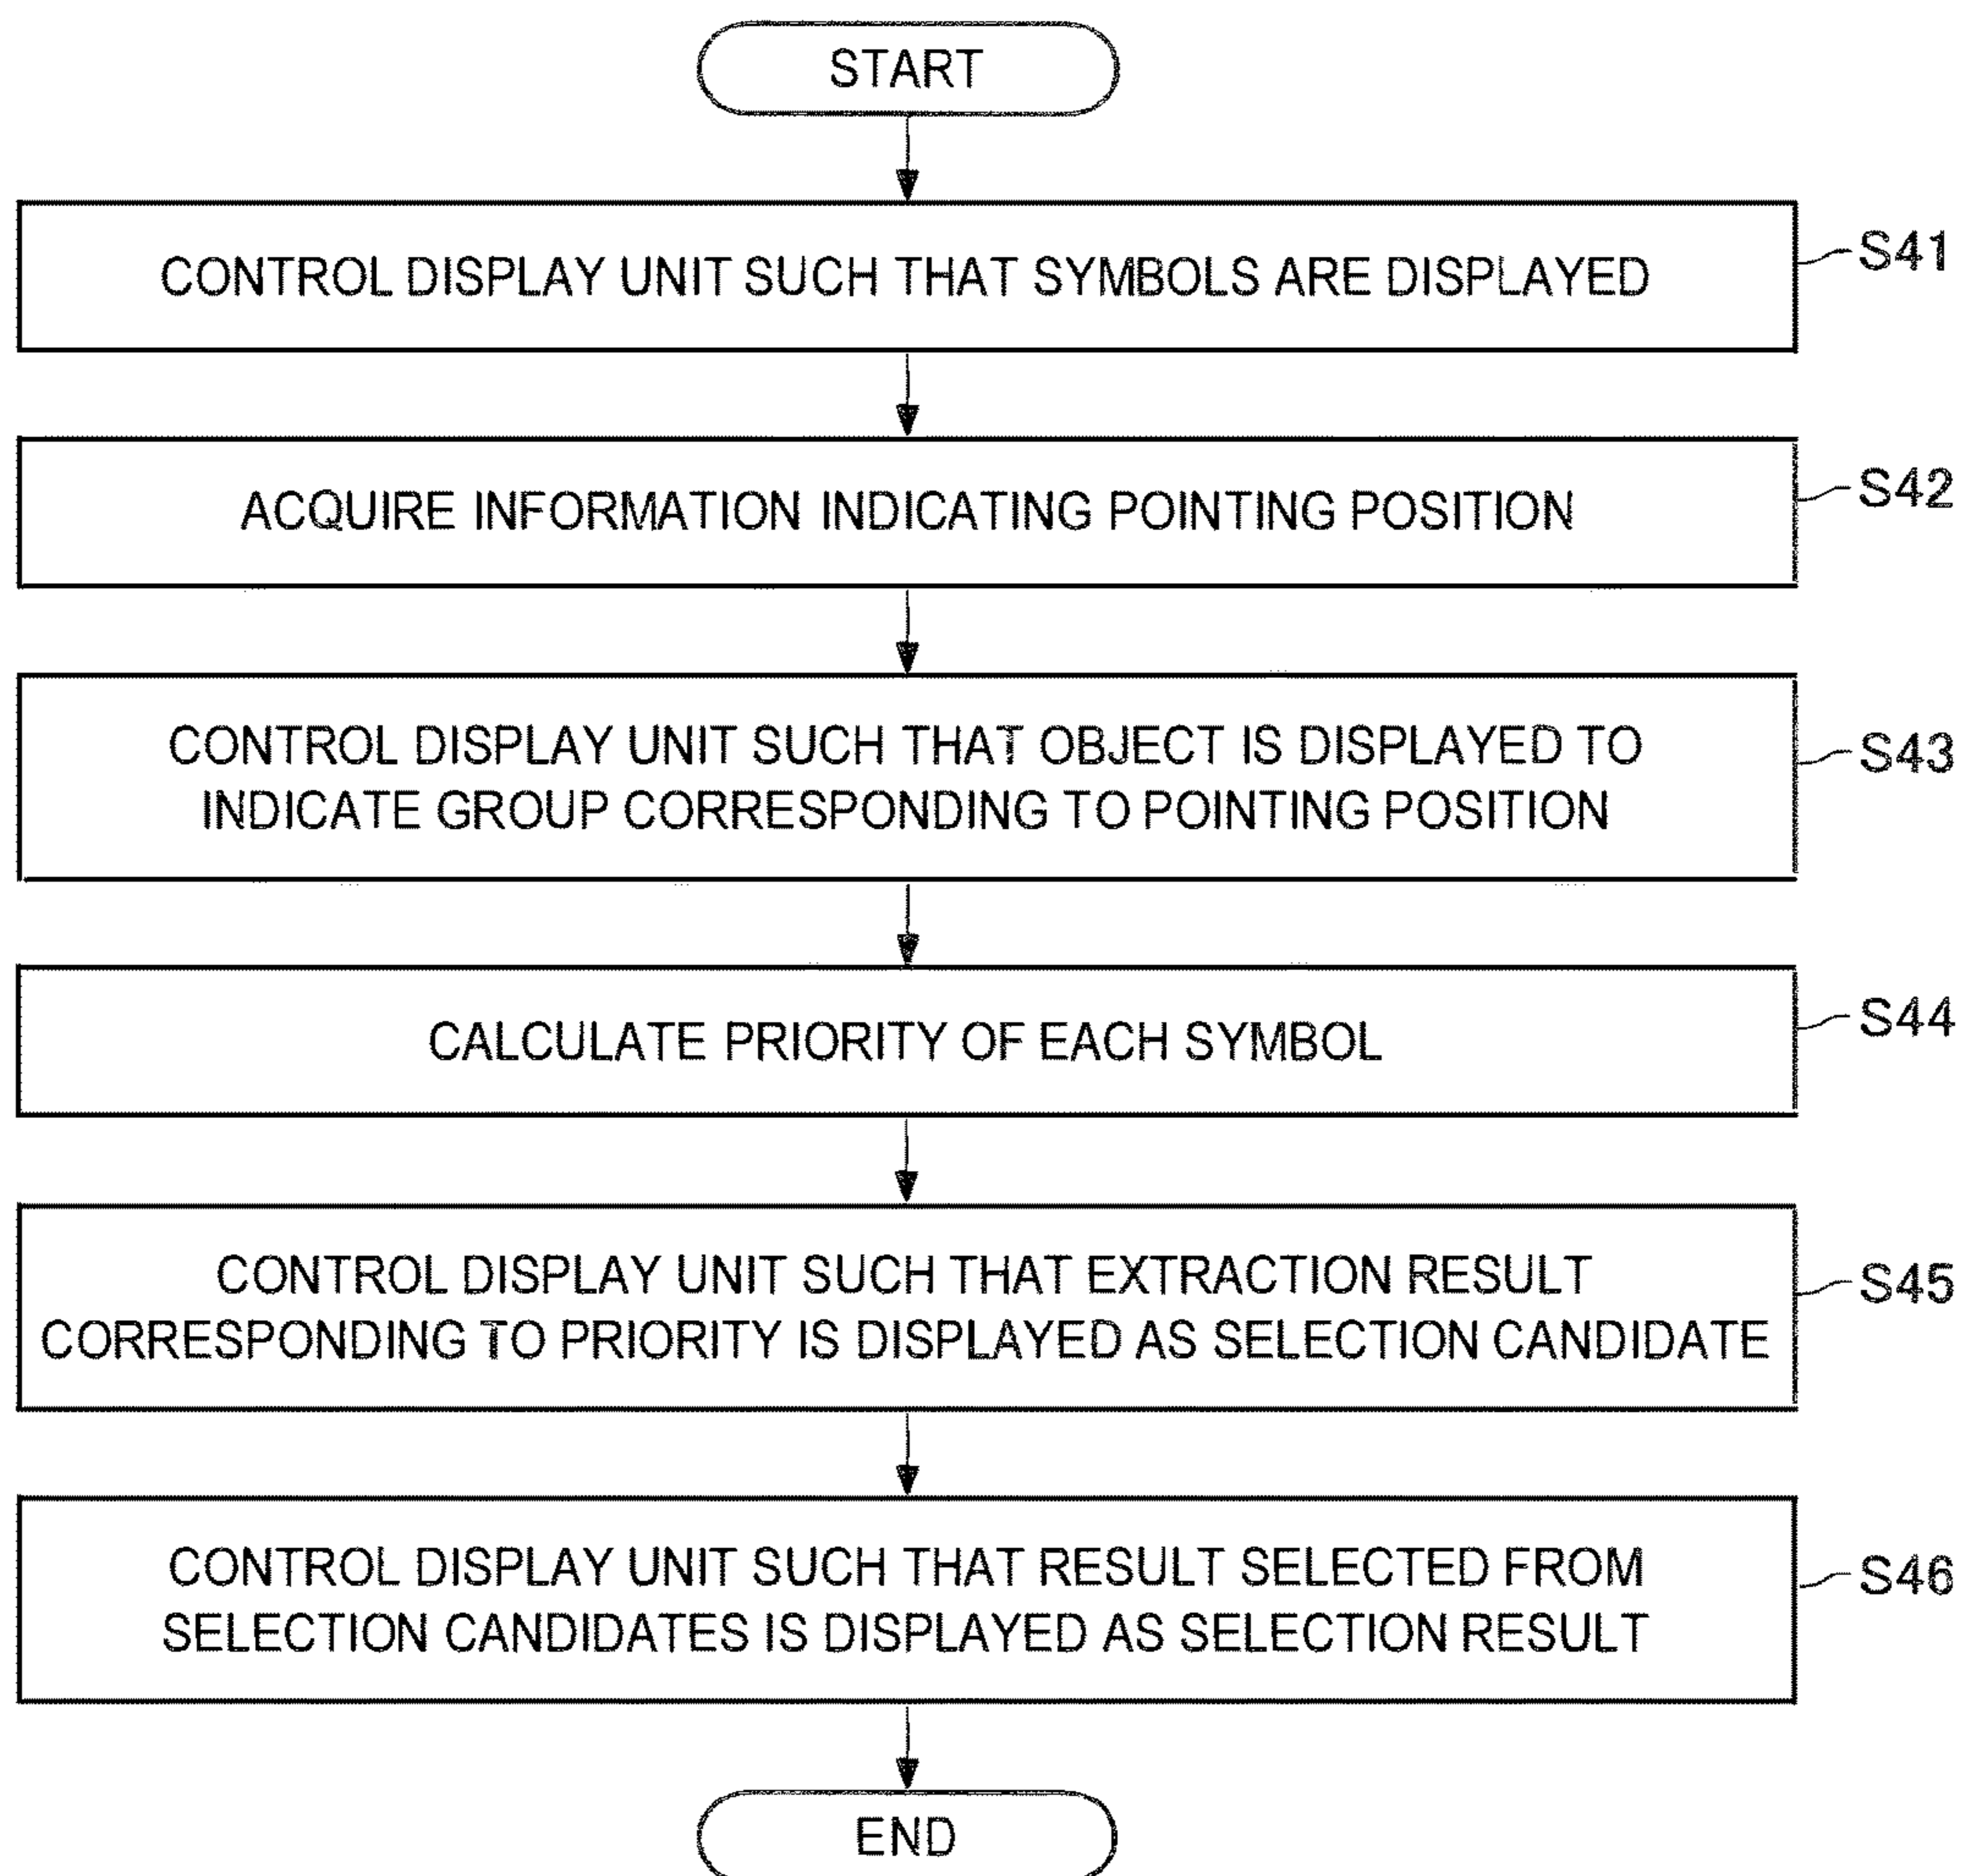 START
CONTROL DISPLAY UNIT SUCH THAT SYMBOLS ARE DISPLAYED
S41
ACQUIRE INFORMATION INDICATING POINTING POSITION
S42
CONTROL DISPLAY UNIT SUCH THAT OBJECT IS DISPLAYED TO
INDICATE GROUP CORRESPONDING TO POINTING POSITION
S43
CALCULATE PRIORITY OF EACH SYMBOL
S44
CONTROL DISPLAY UNIT SUCH THAT EXTRACTION RESULT
CORRESPONDING TO PRIORITY IS DISPLAYED AS SELECTION CANDIDATE
S45
CONTROL DISPLAY UNIT SUCH THAT RESULT SELECTED FROM
SELECTION CANDIDATES IS DISPLAYED AS SELECTION RESULT
S46
END